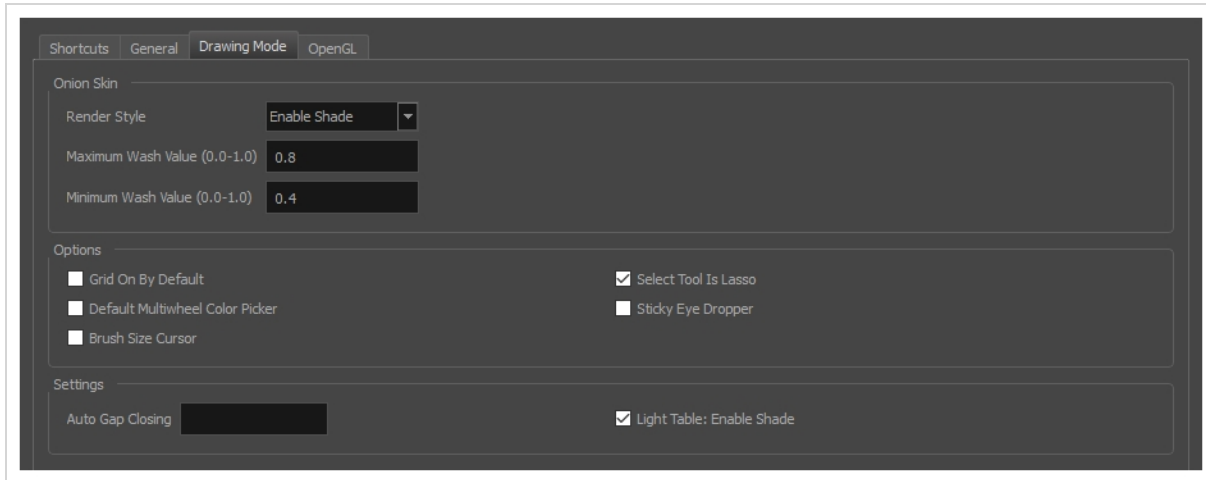 Shortcuts General Drawing Mode OpenGL
Onion Skin
Render Style Enable Shade
Maximum Wash Value (0.0-1.0) 0.8
Minimum Wash Value (0.0-1.0) 0.4
Options
Grid On By Default Select Tool Is Lasso
Default Multiwheel Color Picker Sticky Eye Dropper
Brush Size Cursor
Settings
Auto Gap Closing Light Table: Enable Shade